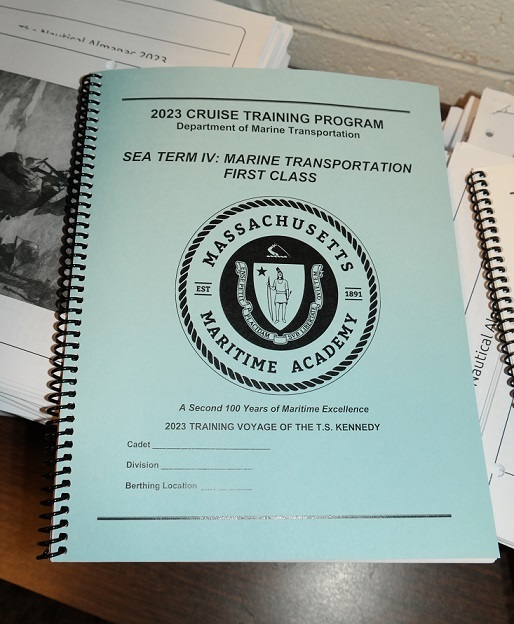 Nautical Almanac 2023
2023 CRUISE TRAINING PROGRAM
Department of Marine Transportation
SEA TERM IV: MARINE TRANSPORTATION
FIRST CLASS
MASSACHUSETTS
EST
1891
MARITIME ACADEMY
A Second 100 Years of Maritime Excellence
2023 TRAINING VOYAGE OF THE T.S. KENNEDY
Cadet
Division
Berthing Location
Nautical